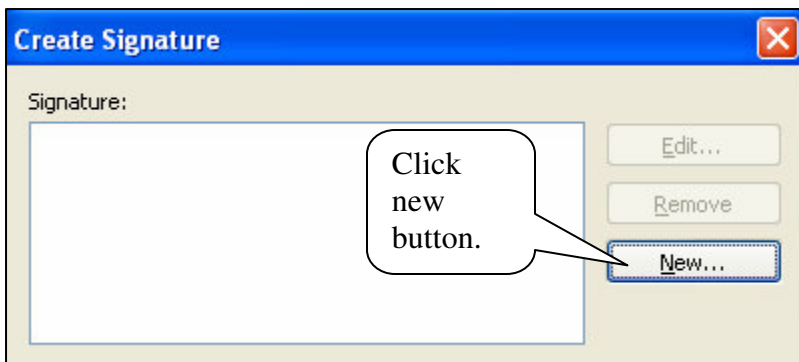 Create Signature
Signature:
Edit...
Click
new
button.
Remove
New...